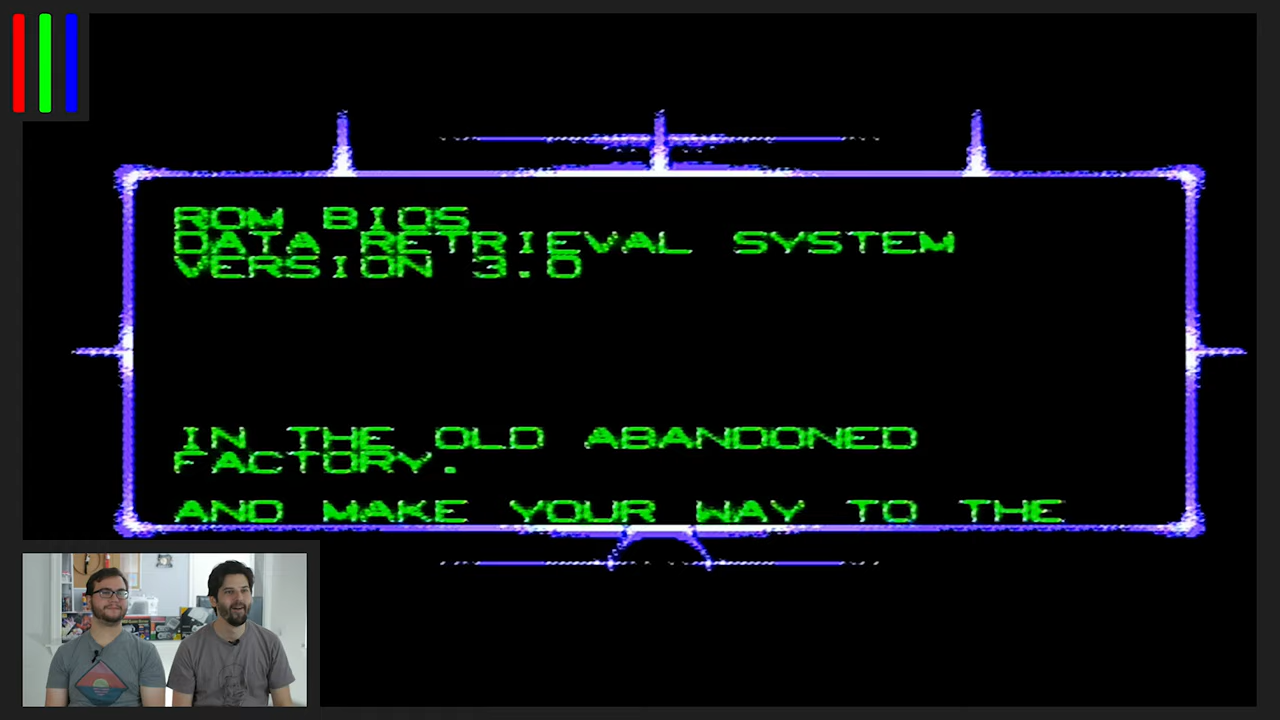 ROM BIOS
DATA RETRIEVAL SYSTEM
VERSION 3.0
IN THE OLD ABANDONED
FACTORY.
AND MAKE YOUR WAY TO THE